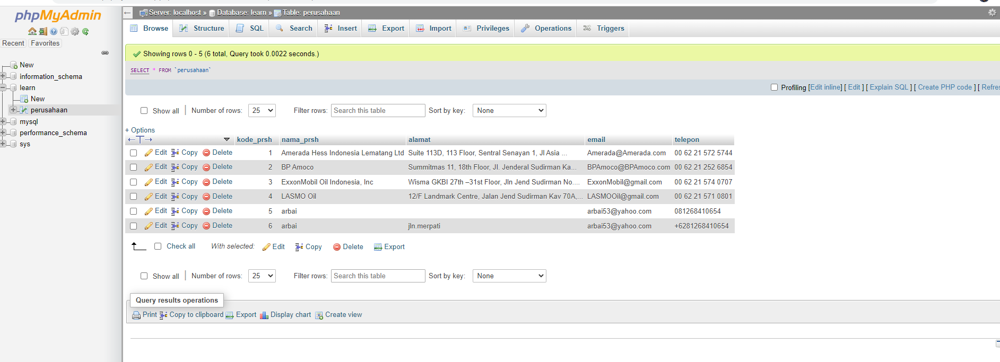 phpMyAdmin
Recent Favorites
New
information_schema
learn
New
perusahaan
mysql
performance_schema
sys
Server: localhost » Database: learn » Table: perusahaan
Browse Structure SQL Search Insert Export Import Privileges Operations Triggers
Showing rows 0 - 5 (6 total, Query took 0.0022 seconds.)
SELECT * FROM `perusahaan`
Profiling [Edit inline] [ Edit ] [ Explain SQL ] [ Create PHP code ] [ Refres
Show all | Number of rows: 25 Filter rows: Search this table Sort by key: None
+ Options
←T→ kode_prsh nama_prsh alamat email telepon
Edit Copy Delete 1 Amerada Hess Indonesia Lematang Ltd Suite 113D, 113 Floor, Sentral Senayan 1, Jl Asia ... Amerada@Amerada.com 00 62 21 572 5744
Edit Copy Delete 2 BP Amoco Summitmas 11, 18th Floor, Jl. Jenderal Sudirman Ka... BPAmoco@BPAmoco.com 00 62 21 252 6854
Edit Copy Delete 3 ExxonMobil Oil Indonesia, Inc Wisma GKBI 27th –31st Floor, Jln Jend Sudirman No.... ExxonMobil@gmail.com 00 62 21 574 0707
Edit Copy Delete 4 LASMO Oil 12/F Landmark Centre, Jalan Jend Sudirman Kav 70A,... LASMOOil@gmail.com 00 62 21 571 0801
Edit Copy Delete 5 arbai arbai53@yahoo.com 081268410654
Edit Copy Delete 6 arbai jln.merpati arbai53@yahoo.com +6281268410654
Check all With selected: Edit Copy Delete Export
Show all | Number of rows: 25 Filter rows: Search this table Sort by key: None
Query results operations
Print Copy to clipboard Export Display chart Create view